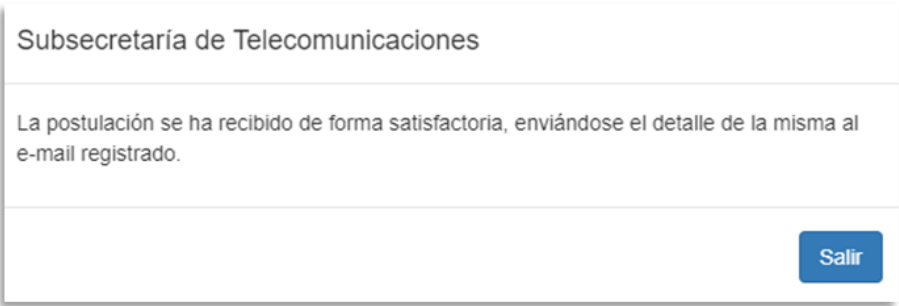 Subsecretaría de Telecomunicaciones
La postulación se ha recibido de forma satisfactoria, enviándose el detalle de la misma al
e-mail registrado.
Salir